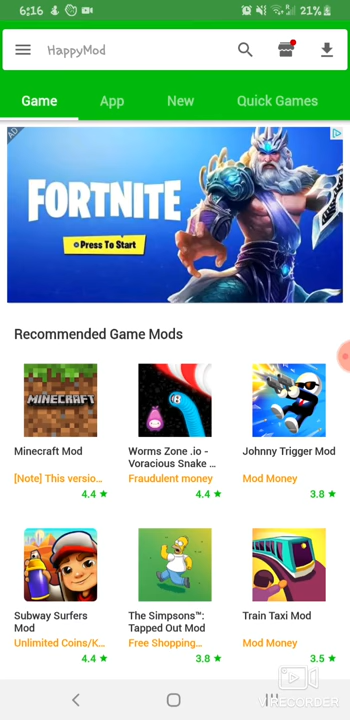 6:16
21%
HappyMod
Game App New Quick Games
AD
FORTNITE
Press To Start
Recommended Game Mods
MINECRAFT
Minecraft Mod
[Note] This versio...
4.4 ★
Worms Zone .io -
Voracious Snake ...
Fraudulent money
4.4 ★
Johnny Trigger Mod
Mod Money
3.8 ★
Subway Surfers
Mod
Unlimited Coins/K...
4.4 ★
The Simpsons™:
Tapped Out Mod
Free Shopping...
3.8 ★
Train Taxi Mod
Mod Money
3.5 ★
VIRECORDER